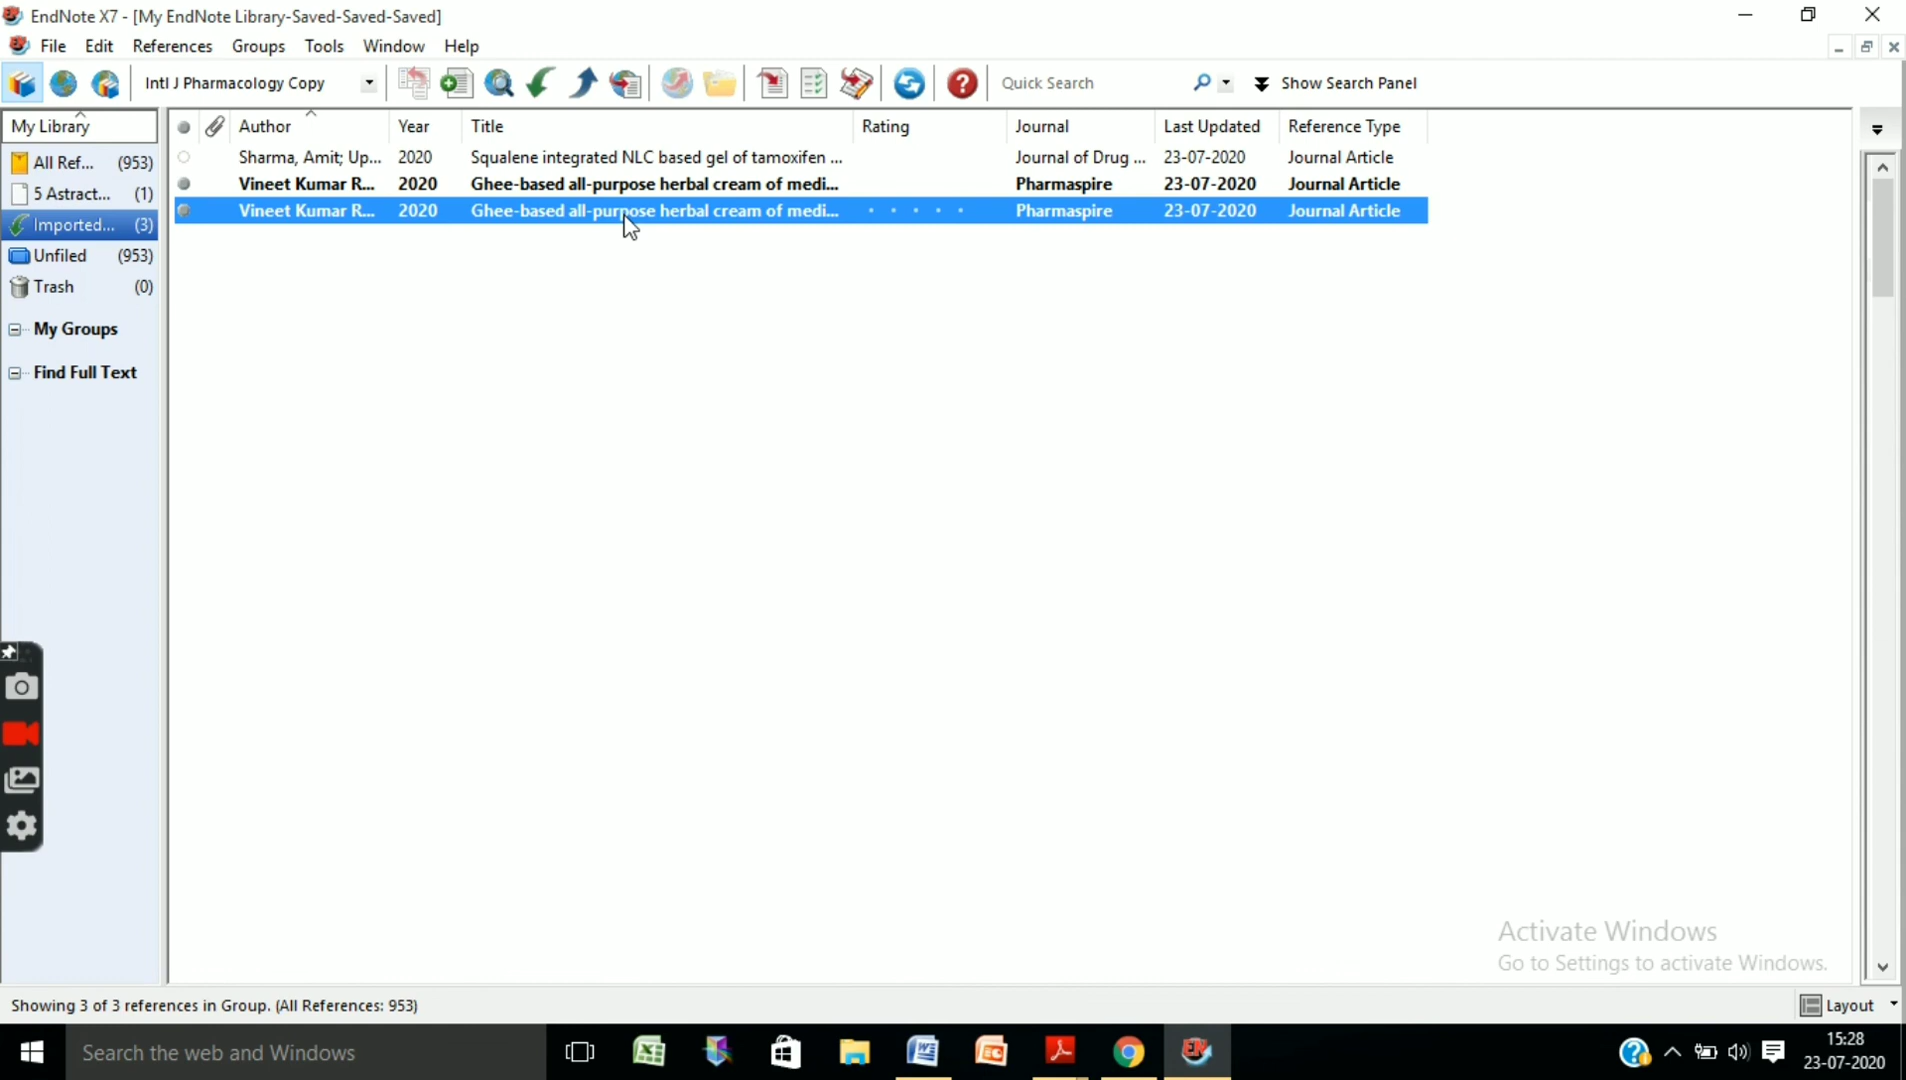 EndNote X7 - [My EndNote Library-Saved-Saved-Saved]
File Edit References Groups Tools Window Help
Intl J Pharmacology Copy Quick Search Show Search Panel
My Library Author Year Title Rating Journal Last Updated Reference Type
All Ref... (953) Sharma, Amit; Up... 2020 Squalene integrated NLC based gel of tamoxifen ... Journal of Drug ... 23-07-2020 Journal Article
5 Astract... (1) Vineet Kumar R... 2020 Ghee-based all-purpose herbal cream of medi... Pharmaspire 23-07-2020 Journal Article
Imported... (3) Vineet Kumar R... 2020 Ghee-based all-purpose herbal cream of medi... Pharmaspire 23-07-2020 Journal Article
Unfiled (953)
Trash (0)
My Groups
Find Full Text
Activate Windows
Go to Settings to activate Windows.
Showing 3 of 3 references in Group. (All References: 953) Layout
Search the web and Windows 15:28
23-07-2020